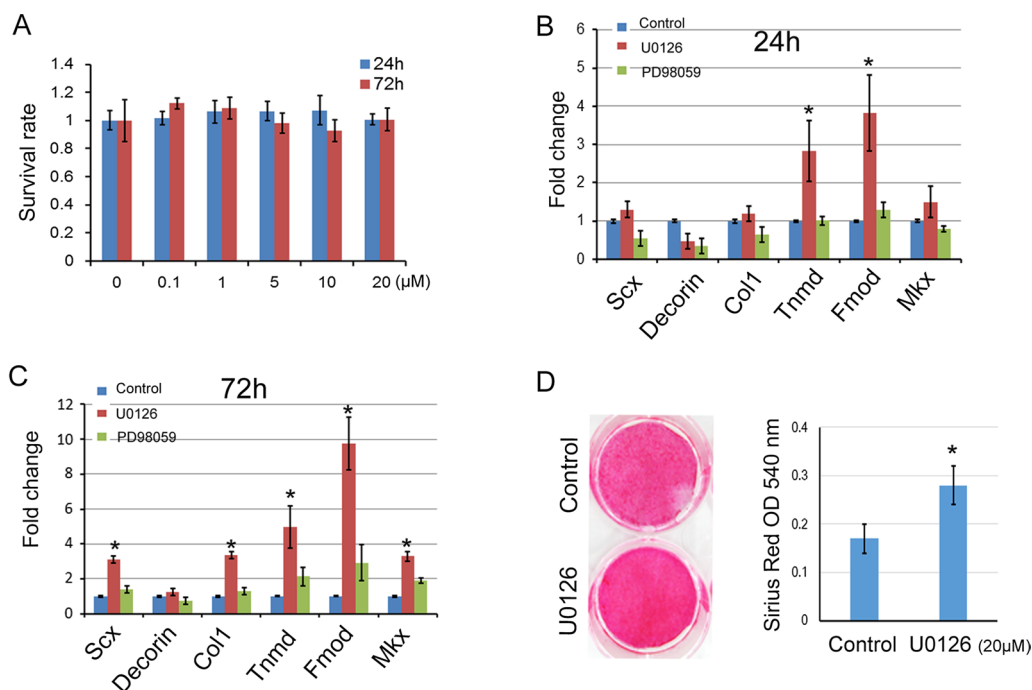 A
Survival rate
1.4
1.2
1
0.8
0.6
0.4
0.2
0
24h
72h
0 0.1 1 5 10 20 (µM)
B
24h
Control
U0126
PD98059
Fold change
6
5
4
3
2
1
0
* *
Scx Decorin Col1 Tnmd Fmod Mkx
C
72h
Control
U0126
PD98059
Fold change
12
10
8
6
4
2
0
* * * * *
Scx Decorin Col1 Tnmd Fmod Mkx
D
Control
U0126
Sirius Red OD 540 nm
0.4
0.3
0.2
0.1
0
*
Control U0126 (20µM)